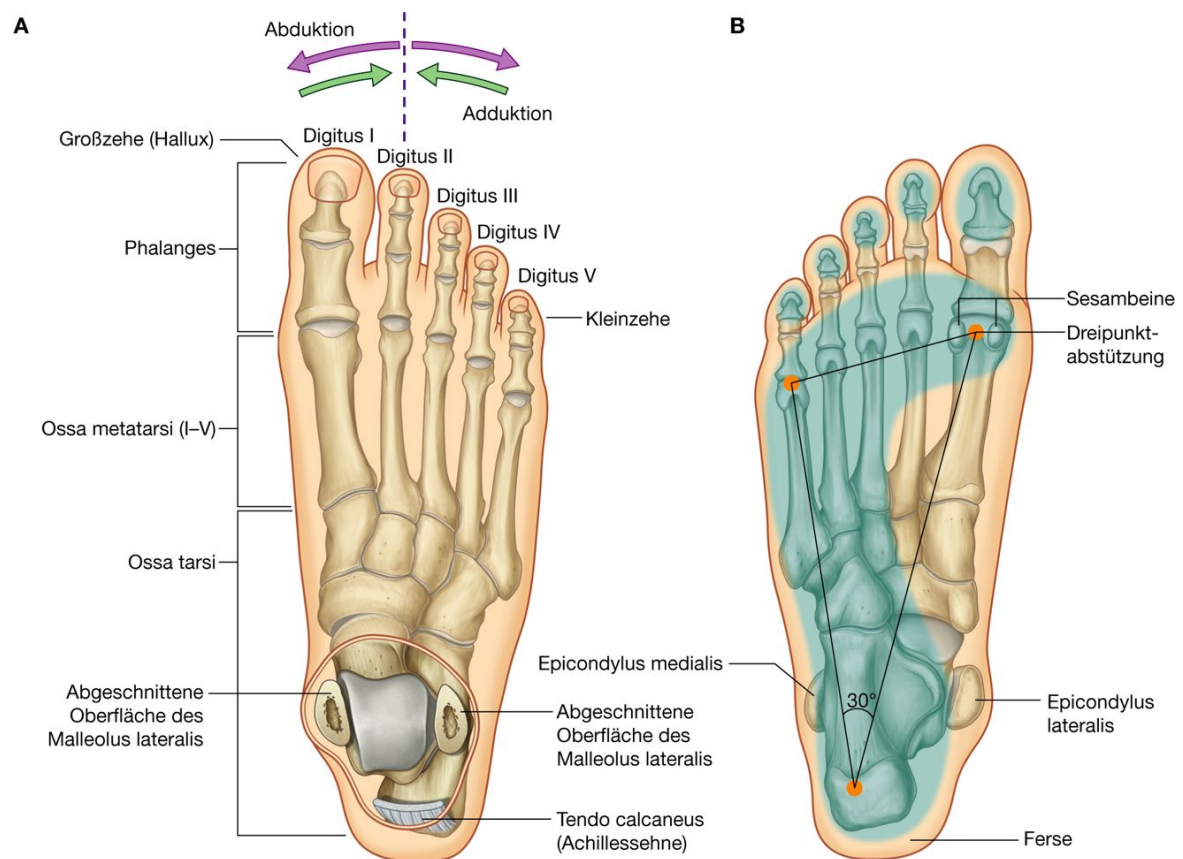 A
Abduktion
Adduktion
Großzehe (Hallux)
Digitus I
Digitus II
Digitus III
Digitus IV
Digitus V
Kleinzehe
Phalanges
Ossa metatarsi (I–V)
Ossa tarsi
Abgeschnittene
Oberfläche des
Malleolus lateralis
Abgeschnittene
Oberfläche des
Malleolus lateralis
Tendo calcaneus
(Achillessehne)
B
Sesambeine
Dreipunkt-
abstützung
Epicondylus medialis
30°
Epicondylus
lateralis
Ferse